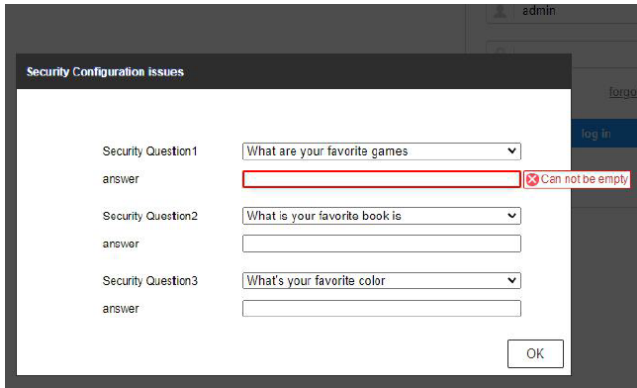 admin
Security Configuration issues
forgo
log in
Security Question1 What are your favorite games
answer Can not be empty
Security Question2 What is your favorite book is
answer
Security Question3 What's your favorite color
answer
OK